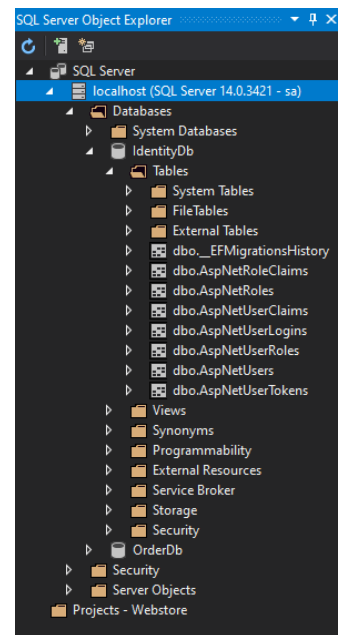 SQL Server Object Explorer
SQL Server
localhost (SQL Server 14.0.3421 - sa)
Databases
System Databases
IdentityDb
Tables
System Tables
FileTables
External Tables
dbo.__EFMigrationsHistory
dbo.AspNetRoleClaims
dbo.AspNetRoles
dbo.AspNetUserClaims
dbo.AspNetUserLogins
dbo.AspNetUserRoles
dbo.AspNetUsers
dbo.AspNetUserTokens
Views
Synonyms
Programmability
External Resources
Service Broker
Storage
Security
OrderDb
Security
Server Objects
Projects - Webstore